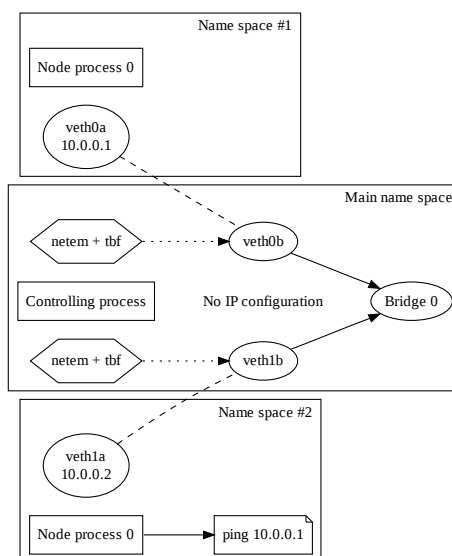 Name space #1
Node process 0
veth0a
10.0.0.1
Main name space
netem + tbf
veth0b
Controlling process
No IP configuration
Bridge 0
netem + tbf
veth1b
Name space #2
veth1a
10.0.0.2
Node process 0
ping 10.0.0.1